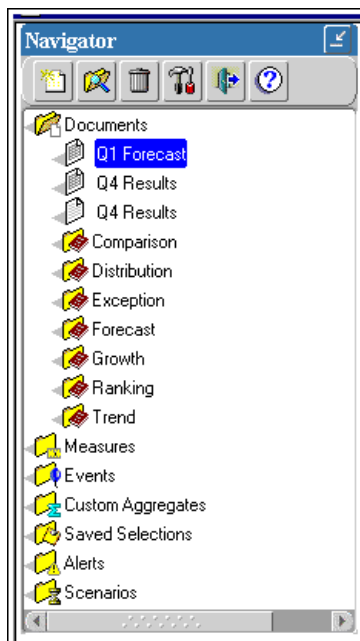 Navigator
Documents
Q1 Forecast
Q4 Results
Q4 Results
Comparison
Distribution
Exception
Forecast
Growth
Ranking
Trend
Measures
Events
Custom Aggregates
Saved Selections
Alerts
Scenarios